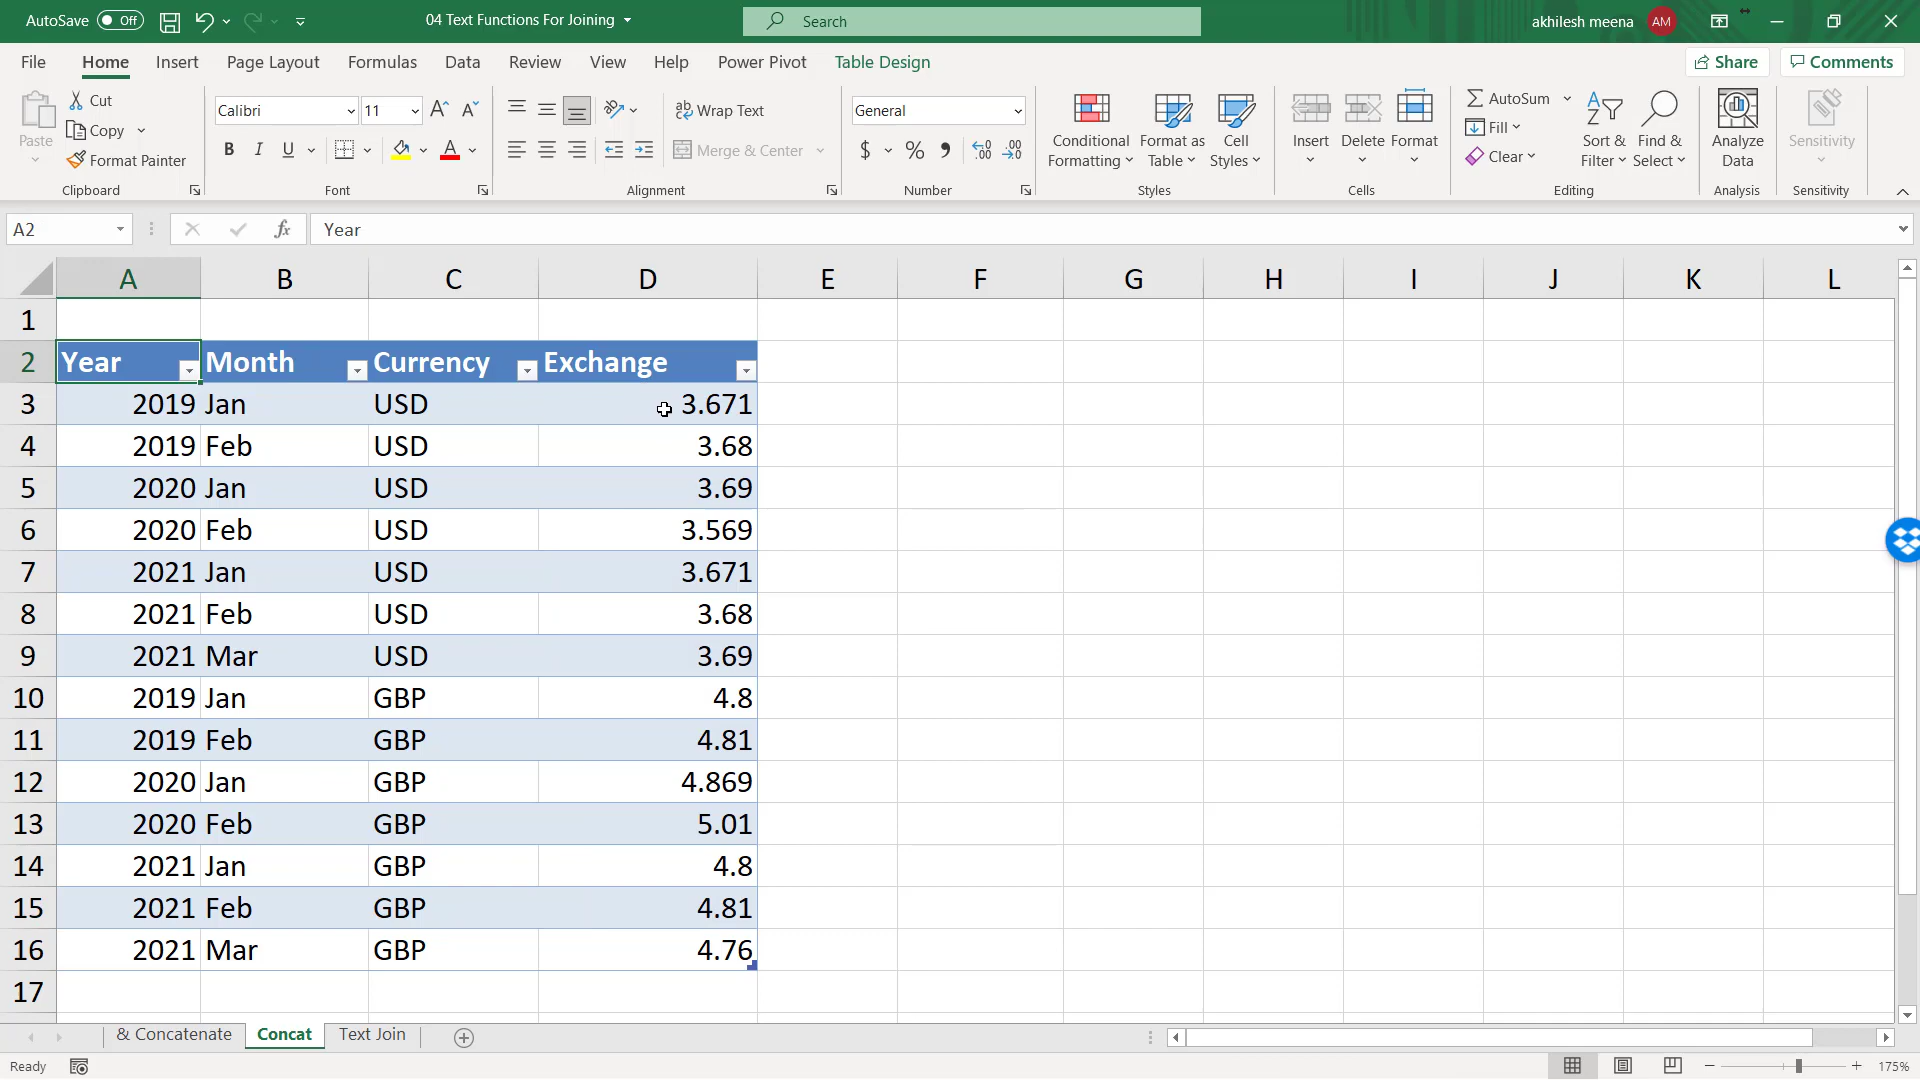 AutoSave Off 04 Text Functions For Joining Search akhilesh meena AM
File Home Insert Page Layout Formulas Data Review View Help Power Pivot Table Design Share Comments
Paste Cut Copy Format Painter
Calibri 11 B I U A
ab Wrap Text Merge & Center
General $ % 9 .00
Conditional Formatting Format as Table Cell Styles
Insert Delete Format
AutoSum Fill Clear Sort & Filter Find & Select
Analyze Data
Sensitivity
Clipboard Font Alignment Number Styles Cells Editing Analysis Sensitivity
A2 fx Year
A B C D E F G H I J K L
1
2 Year Month Currency Exchange
3 2019 Jan USD 3.671
4 2019 Feb USD 3.68
5 2020 Jan USD 3.69
6 2020 Feb USD 3.569
7 2021 Jan USD 3.671
8 2021 Feb USD 3.68
9 2021 Mar USD 3.69
10 2019 Jan GBP 4.8
11 2019 Feb GBP 4.81
12 2020 Jan GBP 4.869
13 2020 Feb GBP 5.01
14 2021 Jan GBP 4.8
15 2021 Feb GBP 4.81
16 2021 Mar GBP 4.76
17
& Concatenate Concat Text Join
Ready 175%